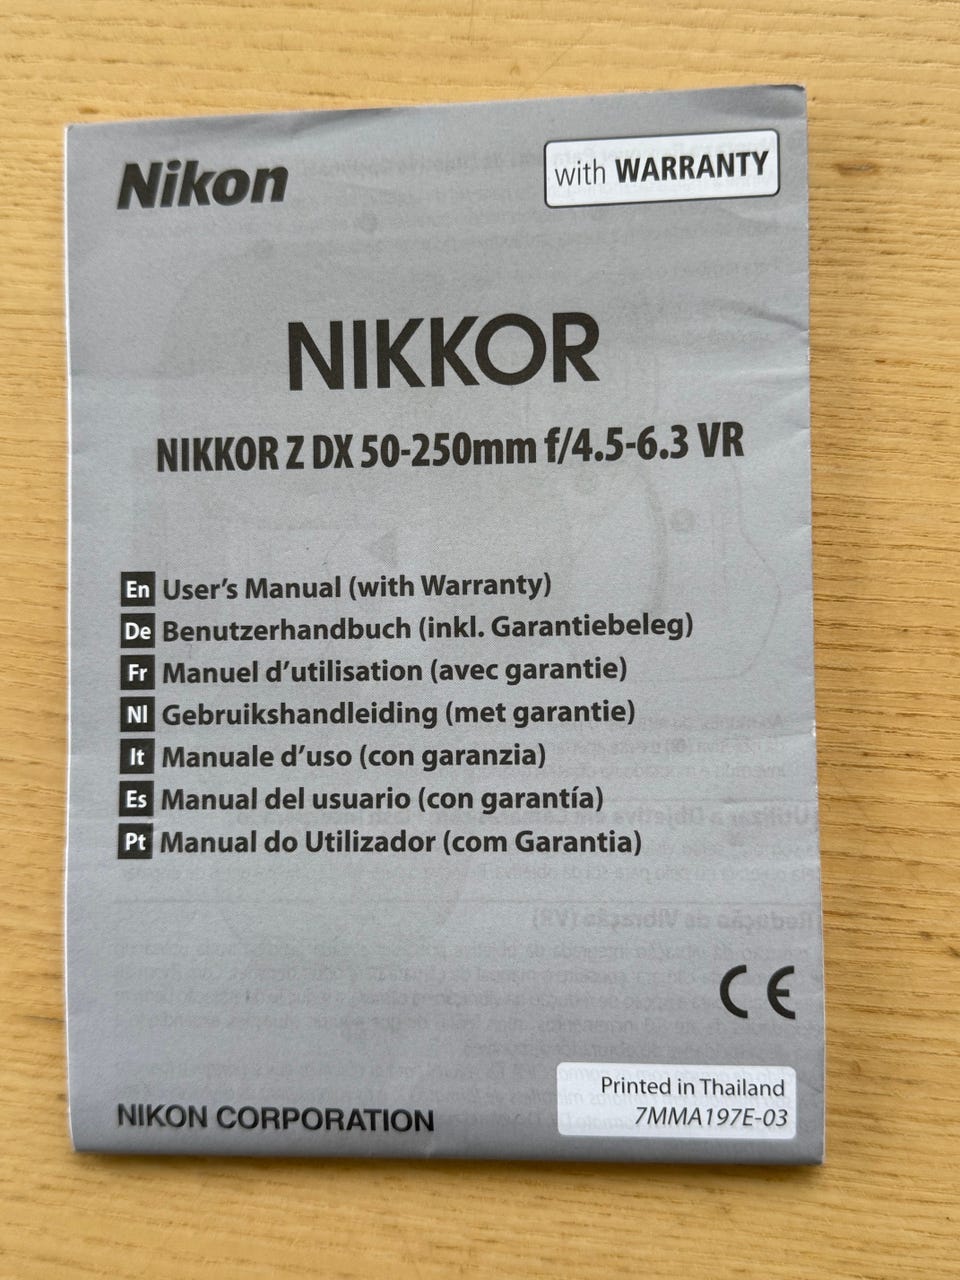 Nikon
with WARRANTY
NIKKOR
NIKKOR Z DX 50-250mm f/4.5-6.3 VR
En User's Manual (with Warranty)
De Benutzerhandbuch (inkl. Garantiebeleg)
Fr Manuel d'utilisation (avec garantie)
Nl Gebruikshandleiding (met garantie)
It Manuale d'uso (con garanzia)
Es Manual del usuario (con garantía)
Pt Manual do Utilizador (com Garantia)
CE
Printed in Thailand
7MMA197E-03
NIKON CORPORATION